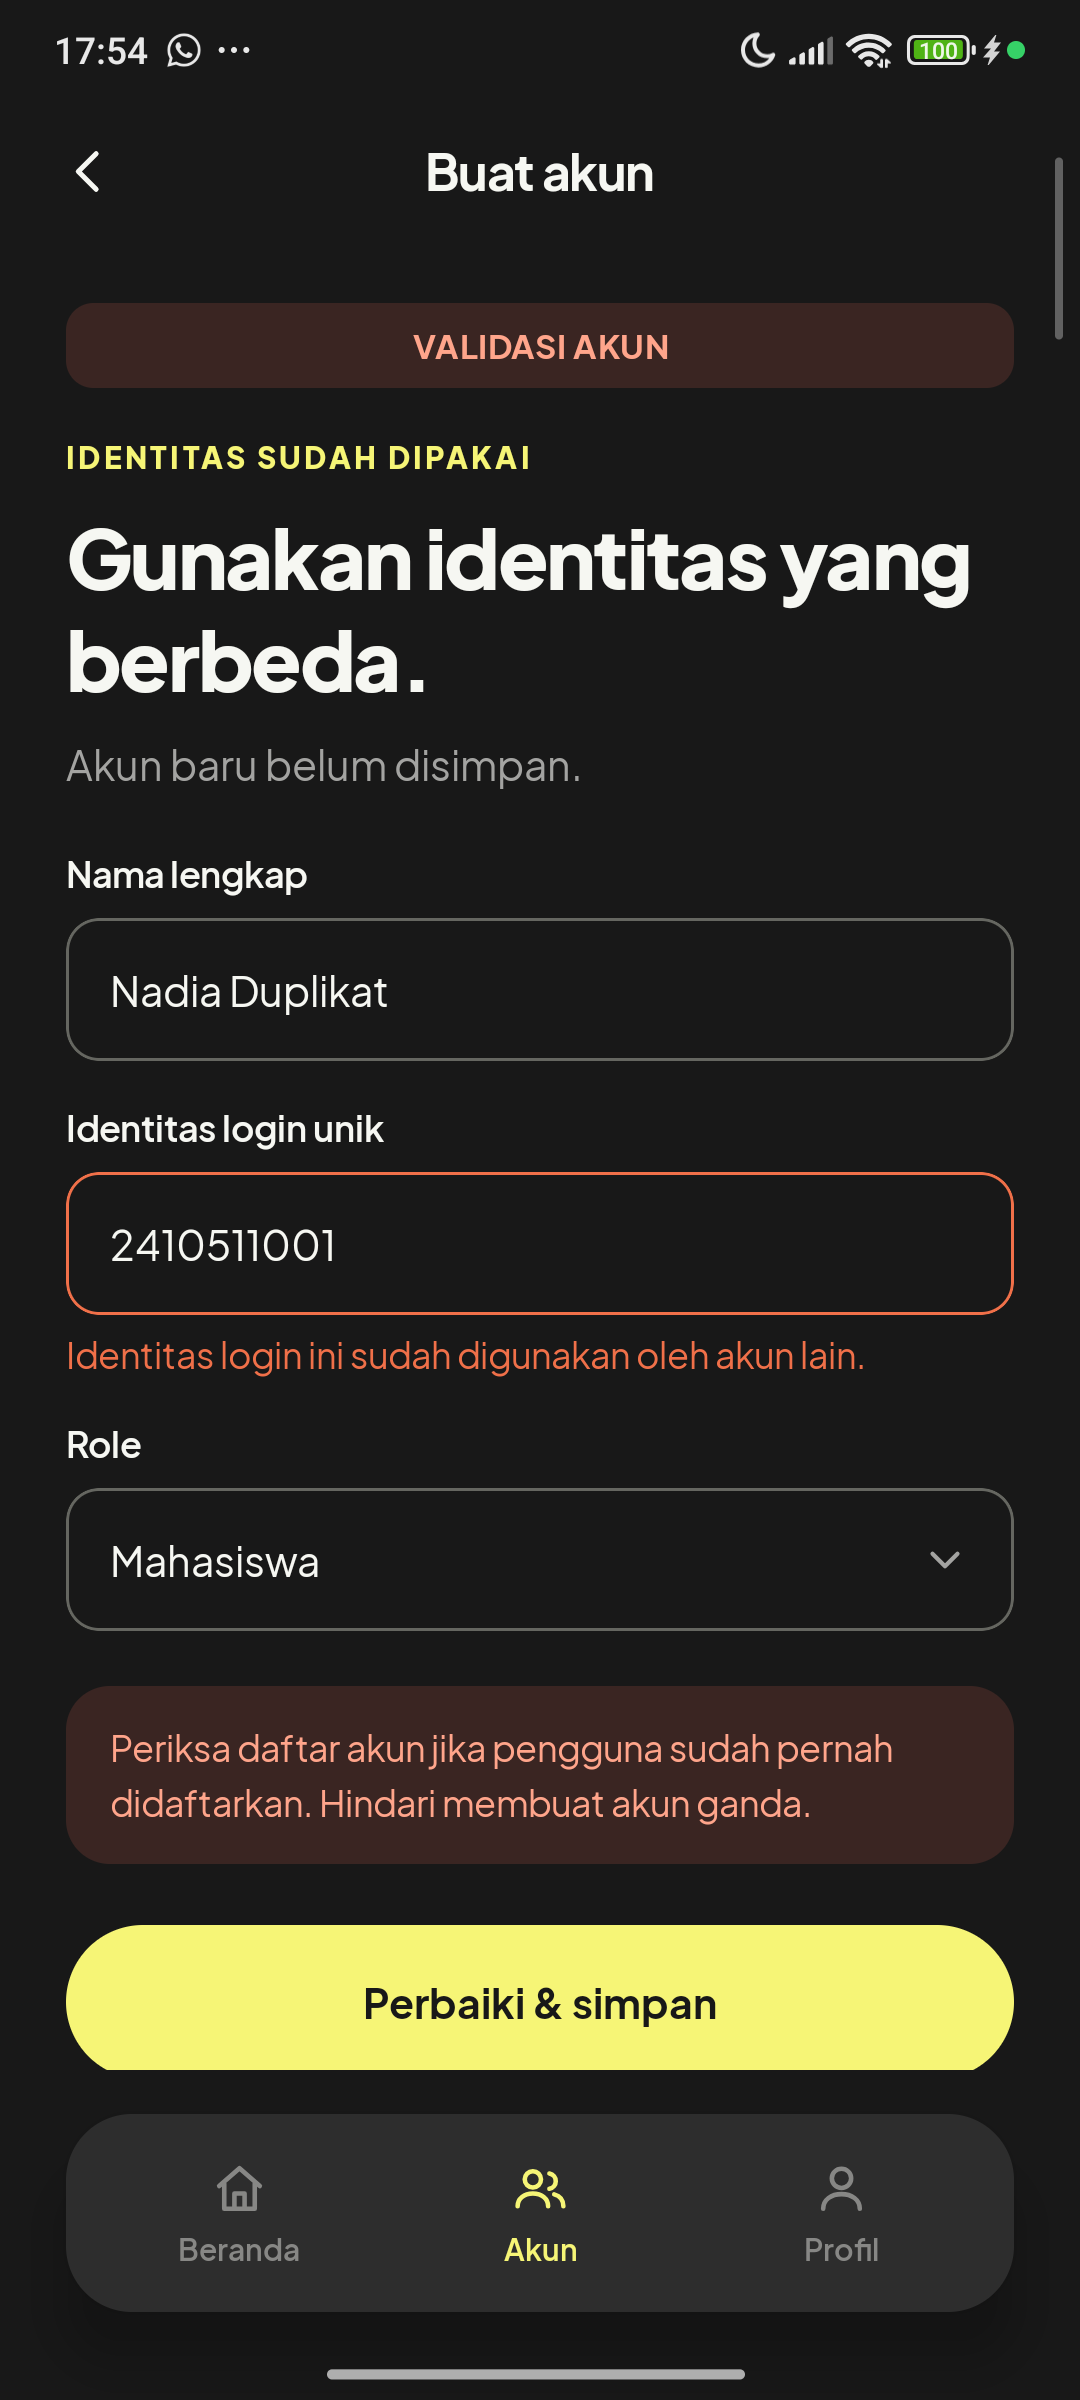 17:54
100
Buat akun
VALIDASI AKUN
IDENTITAS SUDAH DIPAKAI
Gunakan identitas yang
berbeda.
Akun baru belum disimpan.
Nama lengkap
Nadia Duplikat
Identitas login unik
2410511001
Identitas login ini sudah digunakan oleh akun lain.
Role
Mahasiswa
Periksa daftar akun jika pengguna sudah pernah
didaftarkan. Hindari membuat akun ganda.
Perbaiki & simpan
Beranda
Akun
Profil